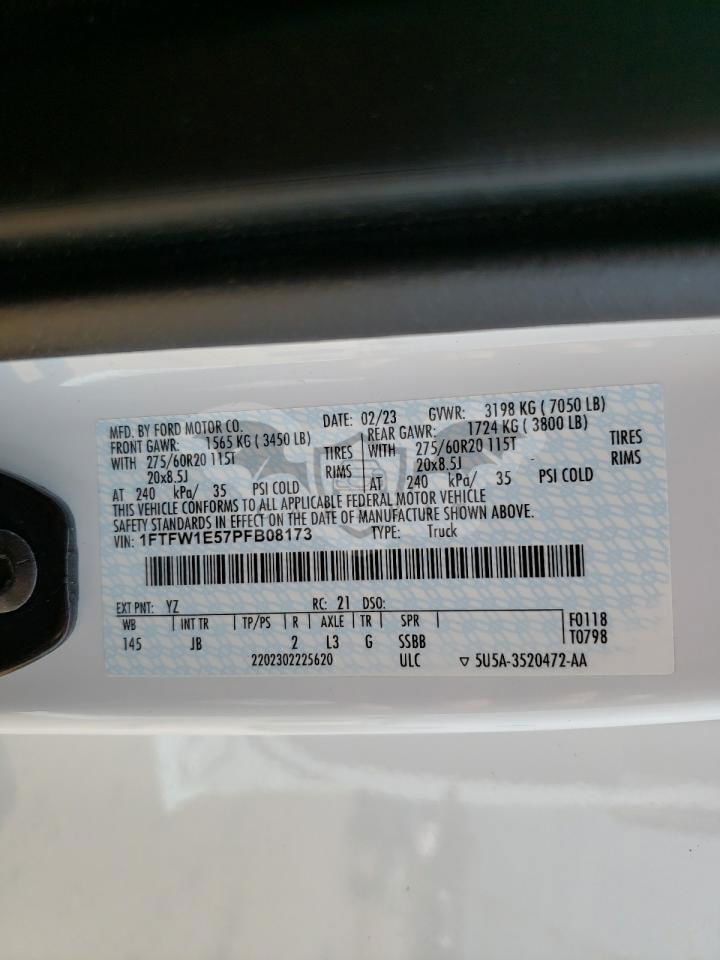 MFD. BY FORD MOTOR CO. DATE: 02/23 GVWR: 3198 KG ( 7050 LB)
FRONT GAWR: 1565 KG ( 3450 LB) REAR GAWR: 1724 KG ( 3800 LB)
WITH 275/60R20 115T TIRES WITH 275/60R20 115T TIRES
20x8.5J RIMS 20x8.5J RIMS
AT 240 kPa/ 35 PSI COLD AT 240 kPa/ 35 PSI COLD
THIS VEHICLE CONFORMS TO ALL APPLICABLE FEDERAL MOTOR VEHICLE
SAFETY STANDARDS IN EFFECT ON THE DATE OF MANUFACTURE SHOWN ABOVE.
VIN: 1FTFW1E57PFB08173 TYPE: Truck
EXT PNT: YZ RC: 21 DSO:
WB INT TR TP/PS R AXLE TR SPR F0118
145 JB 2 L3 G SSBB T0798
2202302225620 ULC ▽ 5U5A-3520472-AA